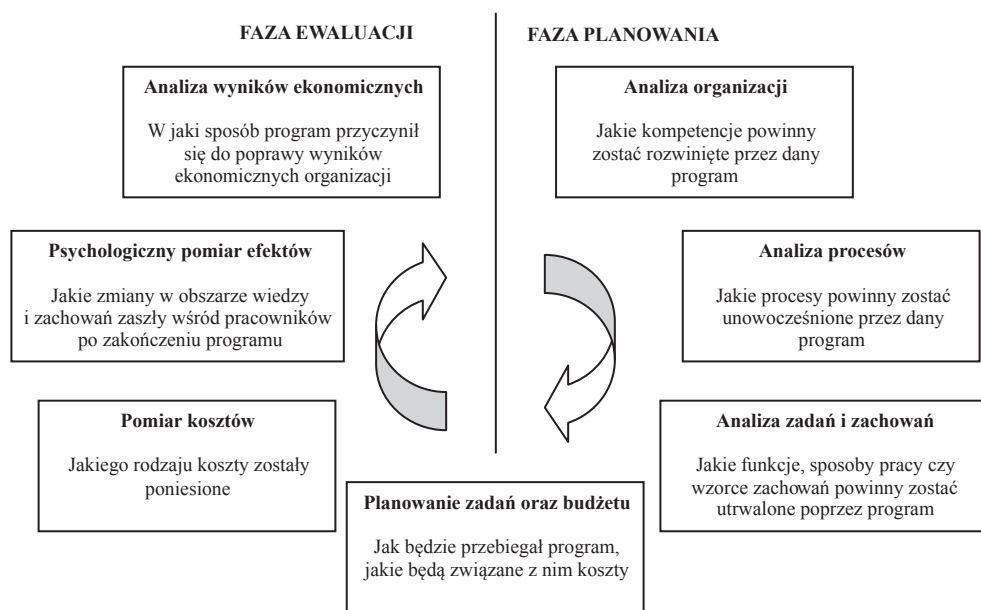 FAZA EWALUACJI
FAZA PLANOWANIA
Analiza wyników ekonomicznych
W jaki sposób program przyczynił
się do poprawy wyników
ekonomicznych organizacji
Analiza organizacji
Jakie kompetencje powinny
zostać rozwinięte przez dany
program
Psychologiczny pomiar efektów
Jakie zmiany w obszarze wiedzy
i zachowań zaszły wśród pracowników
po zakończeniu programu
Analiza procesów
Jakie procesy powinny zostać
unowocześnione przez dany
program
Pomiar kosztów
Jakiego rodzaju koszty zostały
poniesione
Analiza zadań i zachowań
Jakie funkcje, sposoby pracy czy
wzorce zachowań powinny zostać
utrwalone poprzez program
Planowanie zadań oraz budżetu
Jak będzie przebiegał program,
jakie będą związane z nim koszty